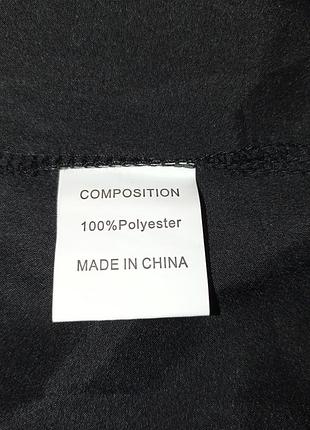 COMPOSITION
100%Polyester
MADE IN CHINA